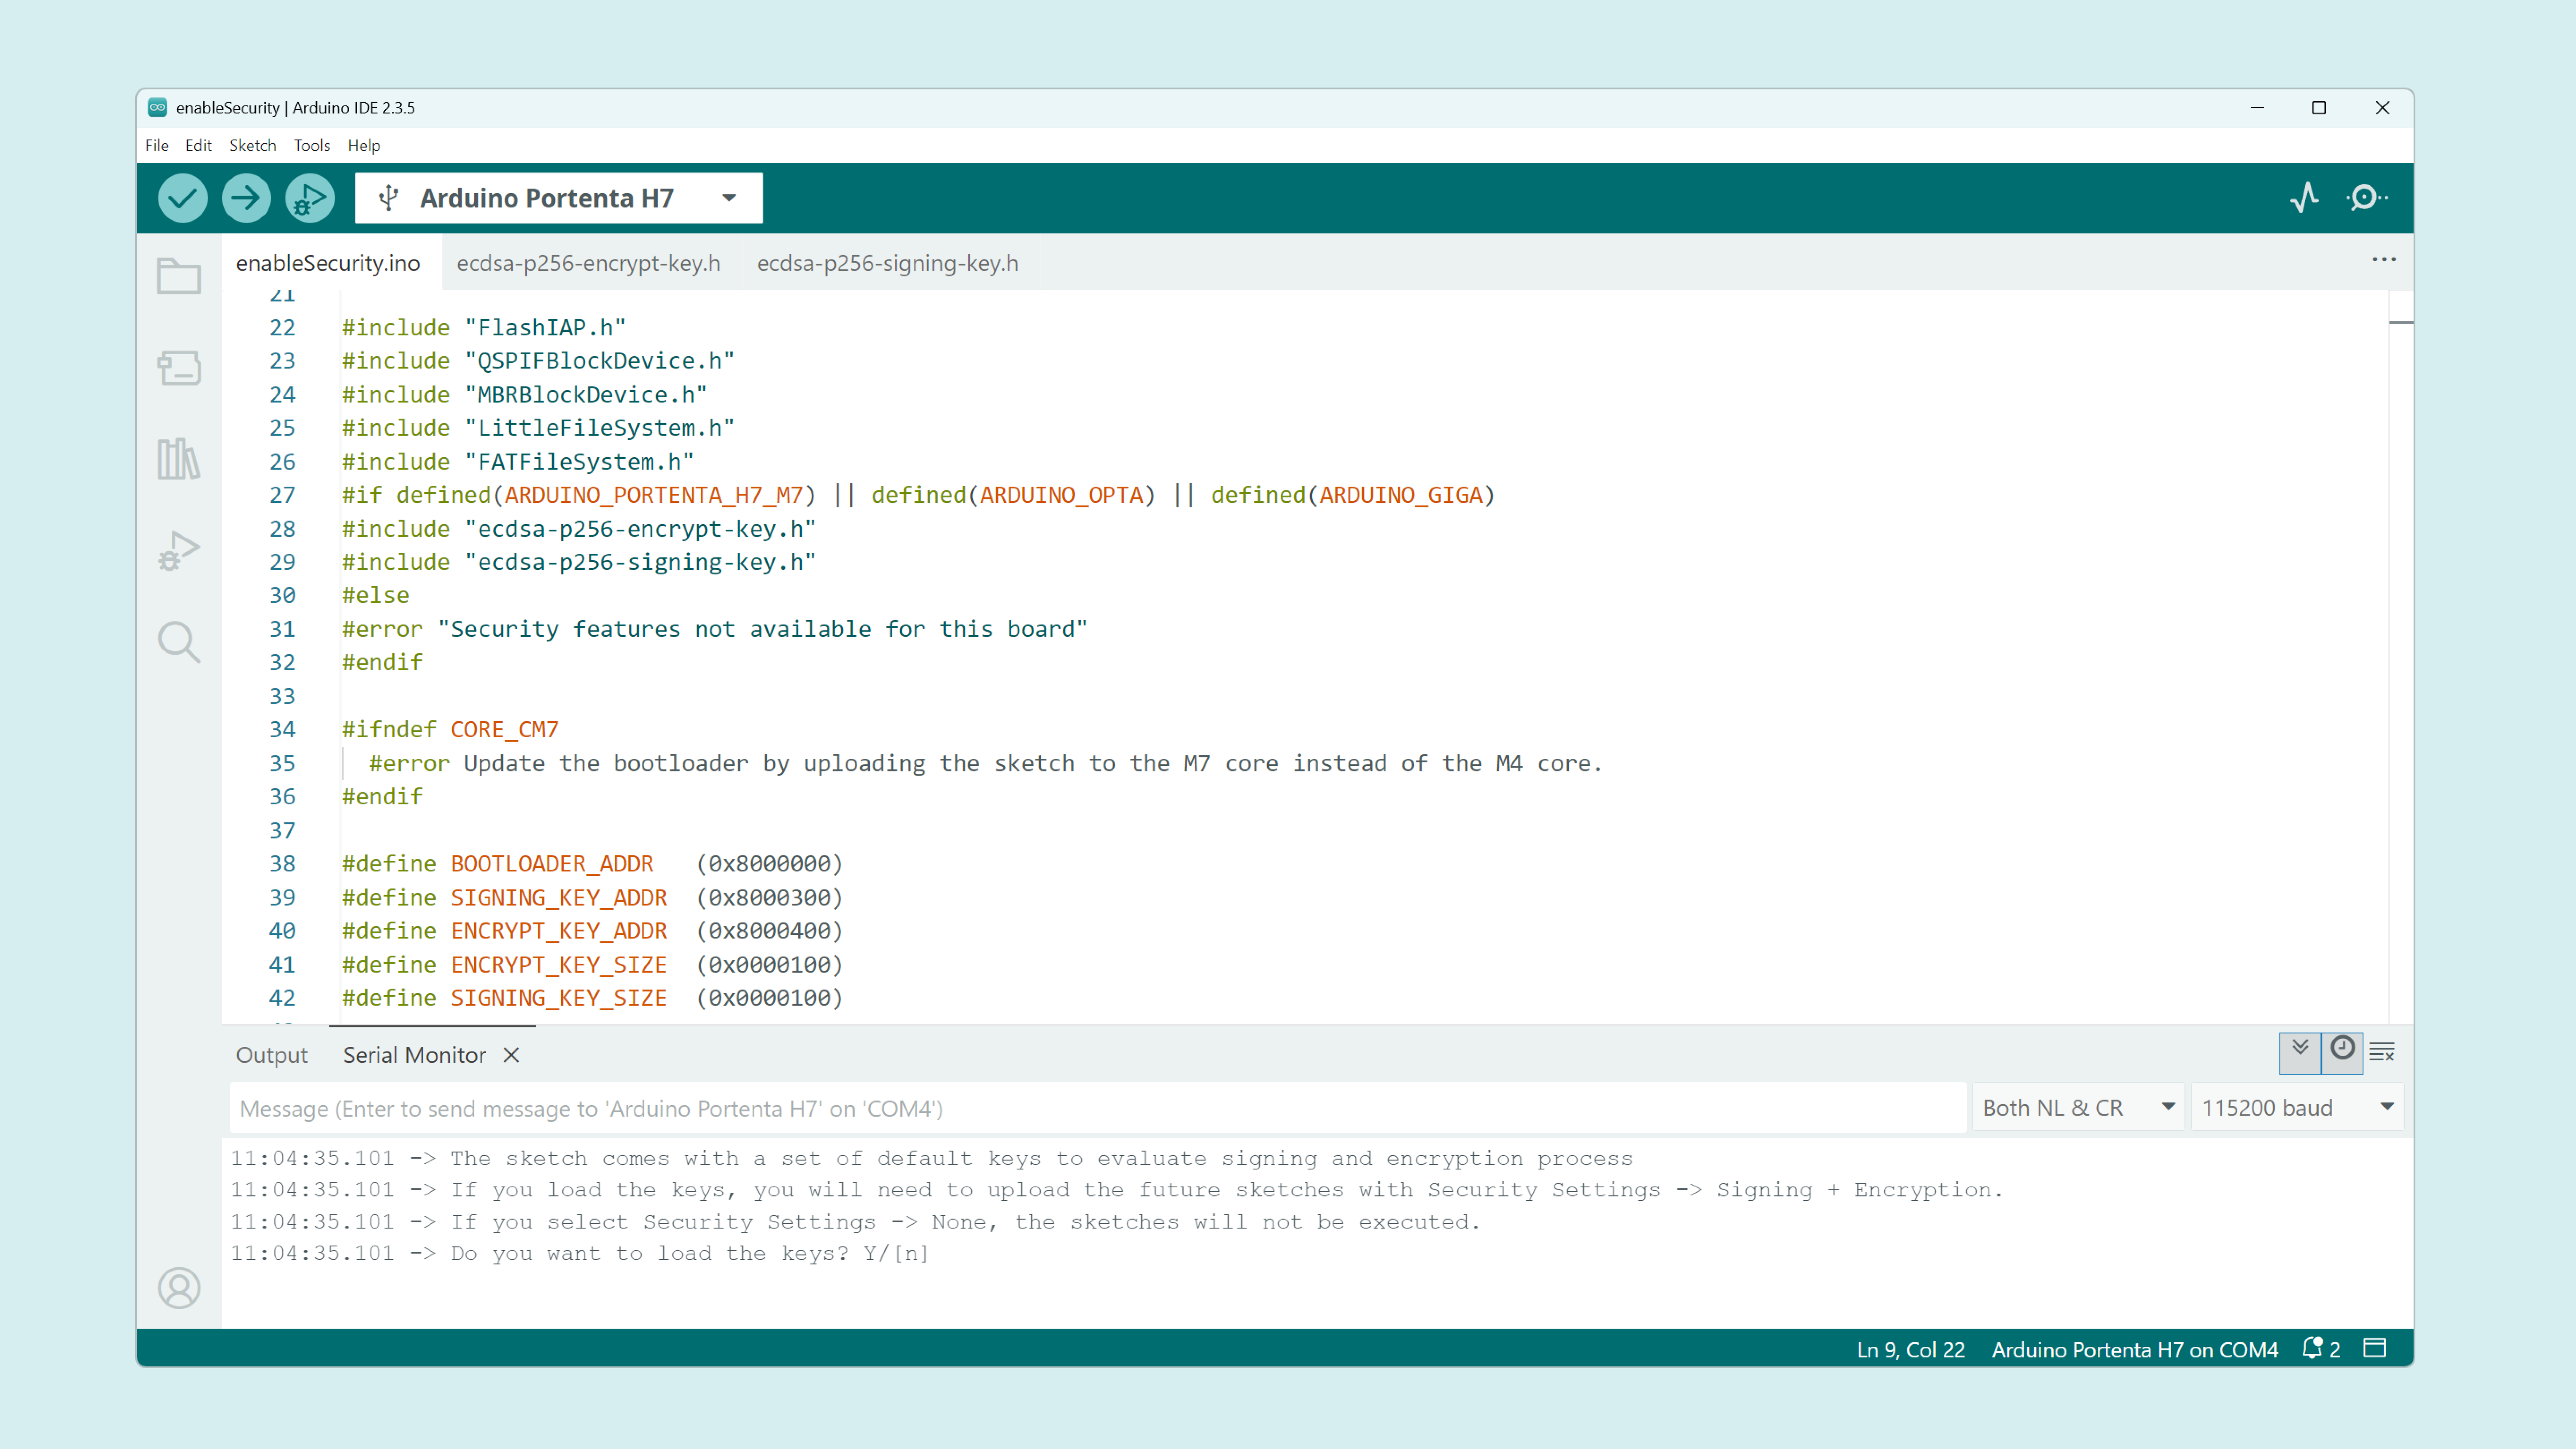 enableSecurity | Arduino IDE 2.3.5
File Edit Sketch Tools Help
Arduino Portenta H7
enableSecurity.ino ecdsa-p256-encrypt-key.h ecdsa-p256-signing-key.h ...
21
22 #include "FlashIAP.h"
23 #include "QSPIFBlockDevice.h"
24 #include "MBRBlockDevice.h"
25 #include "LittleFileSystem.h"
26 #include "FATFileSystem.h"
27 #if defined(ARDUINO_PORTENTA_H7_M7) || defined(ARDUINO_OPTA) || defined(ARDUINO_GIGA)
28 #include "ecdsa-p256-encrypt-key.h"
29 #include "ecdsa-p256-signing-key.h"
30 #else
31 #error "Security features not available for this board"
32 #endif
33
34 #ifndef CORE_CM7
35 #error Update the bootloader by uploading the sketch to the M7 core instead of the M4 core.
36 #endif
37
38 #define BOOTLOADER_ADDR (0x8000000)
39 #define SIGNING_KEY_ADDR (0x8000300)
40 #define ENCRYPT_KEY_ADDR (0x8000400)
41 #define ENCRYPT_KEY_SIZE (0x0000100)
42 #define SIGNING_KEY_SIZE (0x0000100)
Output Serial Monitor
Message (Enter to send message to 'Arduino Portenta H7' on 'COM4') Both NL & CR 115200 baud
11:04:35.101 -> The sketch comes with a set of default keys to evaluate signing and encryption process
11:04:35.101 -> If you load the keys, you will need to upload the future sketches with Security Settings -> Signing + Encryption.
11:04:35.101 -> If you select Security Settings -> None, the sketches will not be executed.
11:04:35.101 -> Do you want to load the keys? Y/[n]
Ln 9, Col 22 Arduino Portenta H7 on COM4 2